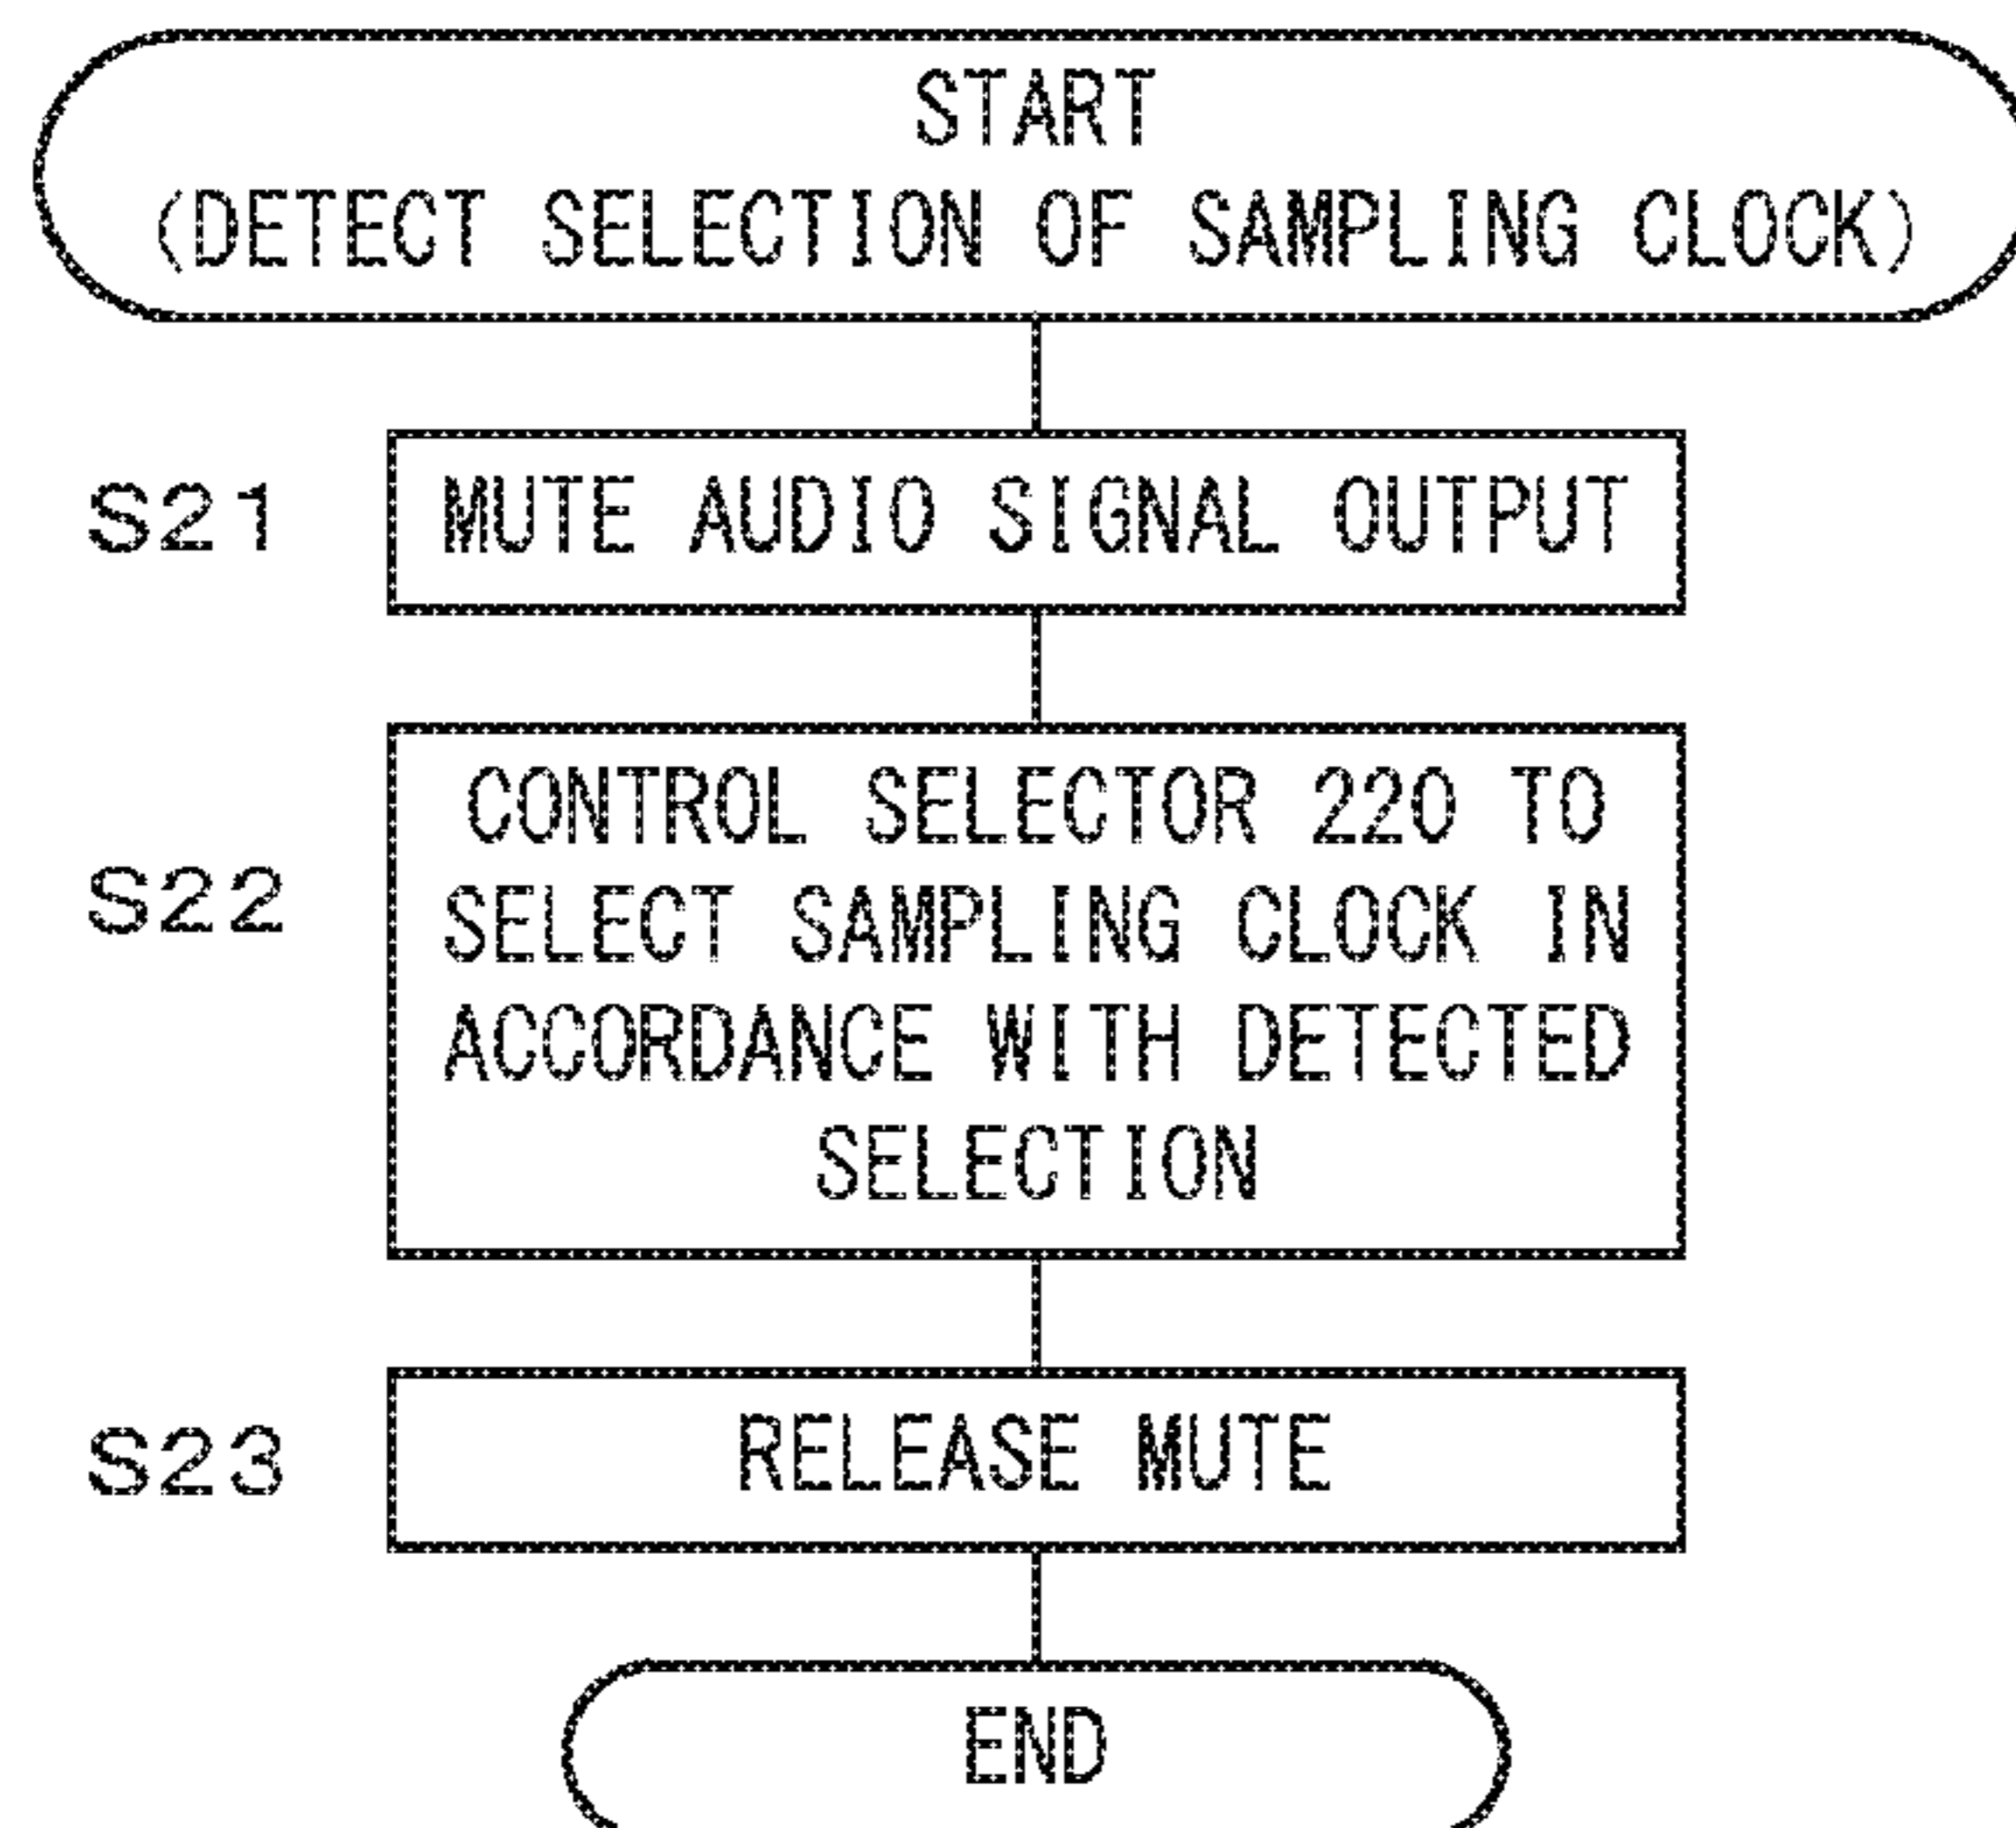 START
(DETECT SELECTION OF SAMPLING CLOCK)
S21
MUTE AUDIO SIGNAL OUTPUT
S22
CONTROL SELECTOR 220 TO
SELECT SAMPLING CLOCK IN
ACCORDANCE WITH DETECTED
SELECTION
S23
RELEASE MUTE
END